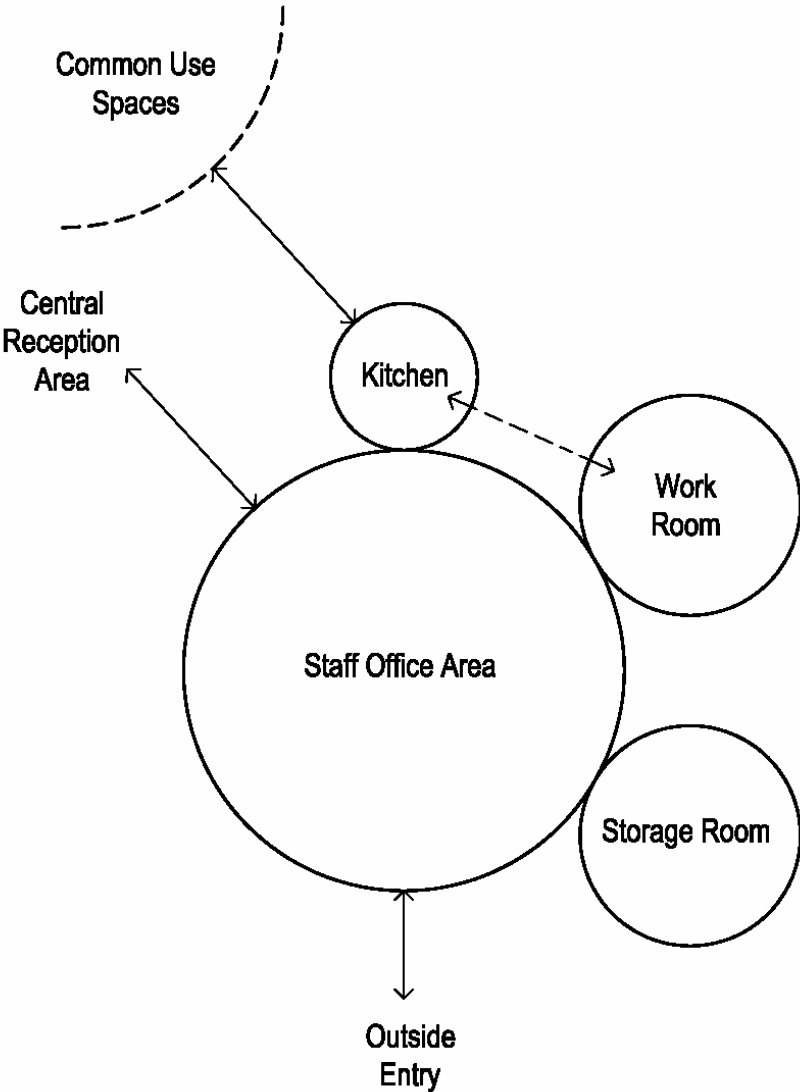 Common Use
Spaces
Central
Reception
Area
Kitchen
Work
Room
Staff Office Area
Storage Room
Outside
Entry